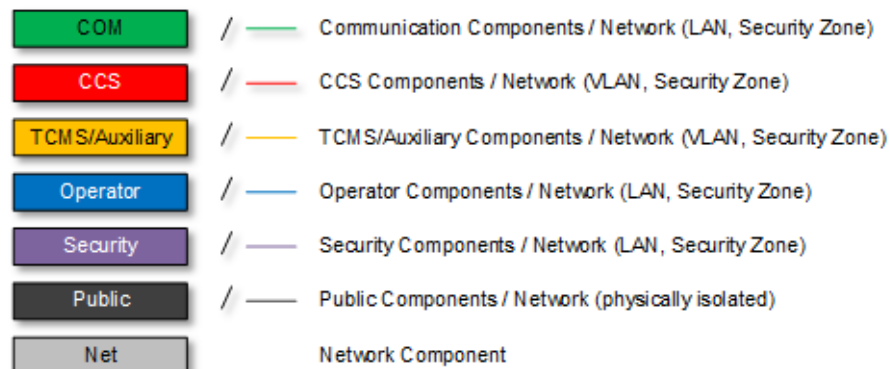 COM / Communication Components / Network (LAN, Security Zone)
CCS / CCS Components / Network (VLAN, Security Zone)
TCMS/Auxiliary / TCMS/Auxiliary Components / Network (VLAN, Security Zone)
Operator / Operator Components / Network (LAN, Security Zone)
Security / Security Components / Network (LAN, Security Zone)
Public / Public Components / Network (physically isolated)
Net Network Component